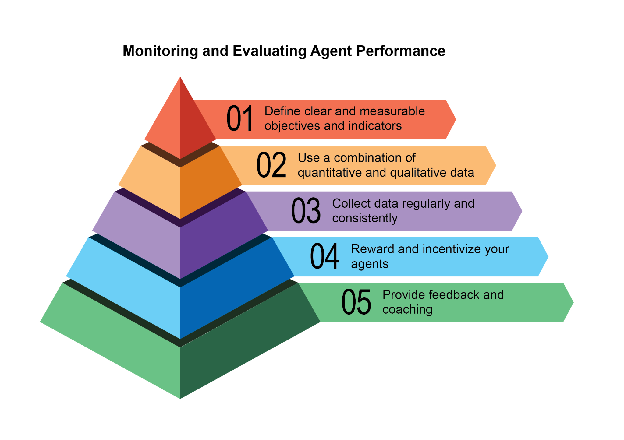 Monitoring and Evaluating Agent Performance
01
Define clear and measurable
objectives and indicators
02
Use a combination of
quantitative and qualitative data
03
Collect data regularly and
consistently
04
Reward and incentivize your
agents
05
Provide feedback and
coaching